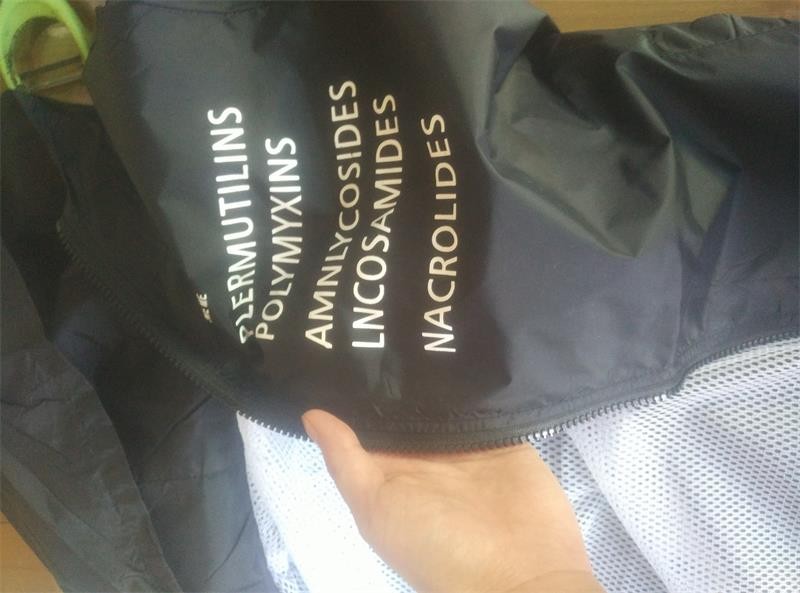 PLERMUTILINS
POLYMYXINS
AMNLYCOSIDES
LNCOSAMIDES
NACROLIDES